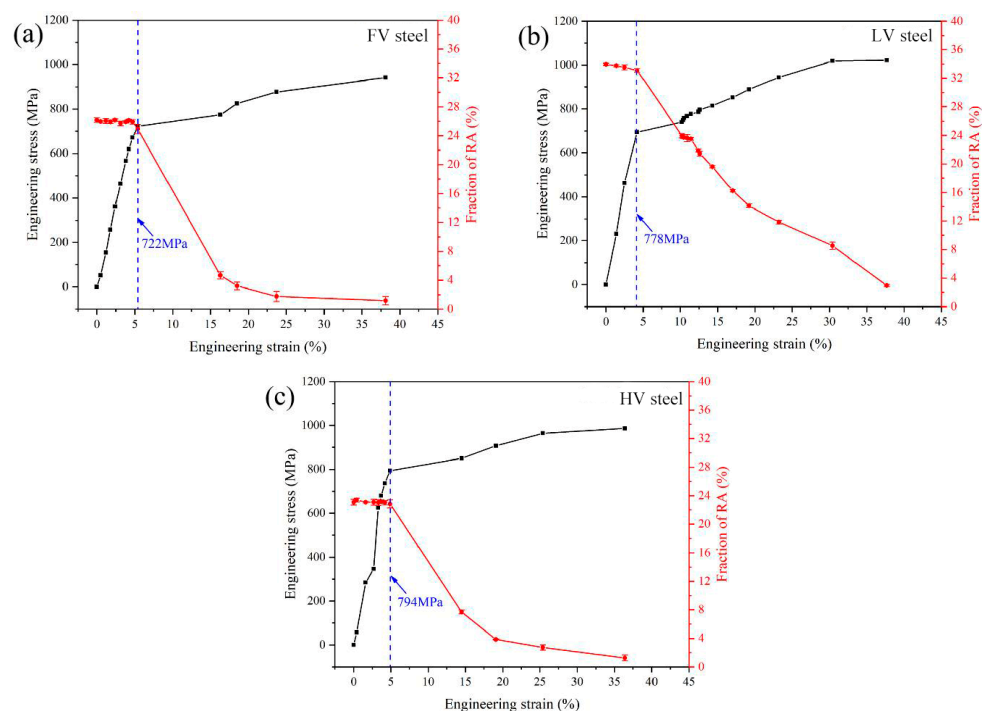 (a)
FV steel
1200
1000
800
600
400
200
0
Engineering stress (MPa)
722MPa
40
36
32
28
24
20
16
12
8
4
0
Fraction of RA (%)
0 5 10 15 20 25 30 35 40 45
Engineering strain (%)
(b)
LV steel
1200
1000
800
600
400
200
0
Engineering stress (MPa)
778MPa
40
36
32
28
24
20
16
12
8
4
0
Fraction of RA (%)
0 5 10 15 20 25 30 35 40 45
Engineering strain (%)
(c)
HV steel
1200
1000
800
600
400
200
0
Engineering stress (MPa)
794MPa
40
36
32
28
24
20
16
12
8
4
0
Fraction of RA (%)
0 5 10 15 20 25 30 35 40 45
Engineering strain (%)